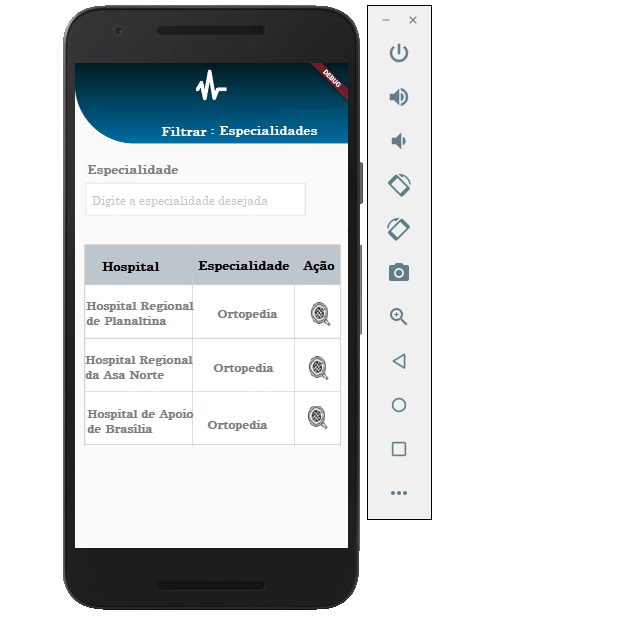 DEBUG
Filtrar : Especialidades
Especialidade
Digite a especialidade desejada
Hospital Especialidade Ação
Hospital Regional
de Planaltina
Ortopedia
Hospital Regional
da Asa Norte
Ortopedia
Hospital de Apoio
de Brasília
Ortopedia